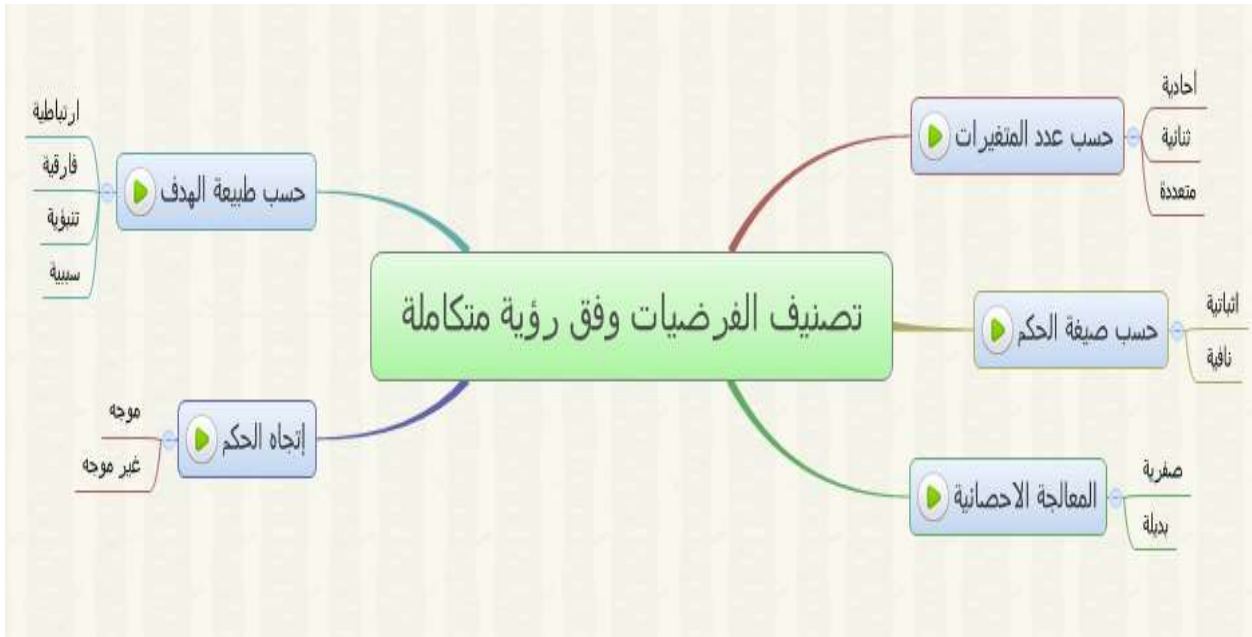 تصنيف الفرضيات وفق رؤية متكاملة
حسب عدد المتغيرات
أحادية
ثنائية
متعددة
حسب صيغة الحكم
اثباتية
نافية
المعالجة الاحصائية
صفرية
بديلة
حسب طبيعة الهدف
ارتباطية
فارقية
تنبؤية
سببية
إتجاه الحكم
موجه
غير موجه